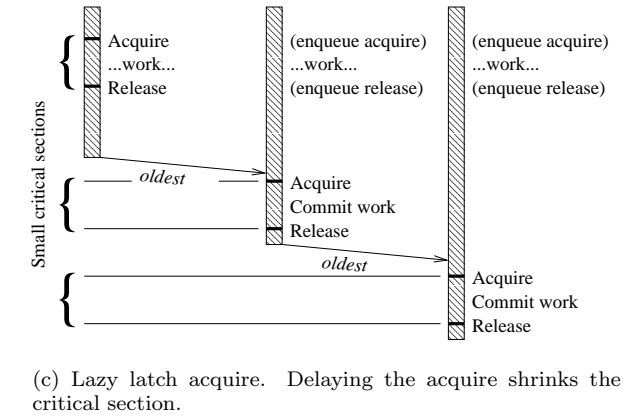 Acquire
...work...
Release
(enqueue acquire)
...work...
(enqueue release)
(enqueue acquire)
...work...
(enqueue release)
Small critical sections
oldest
Acquire
Commit work
Release
oldest
Acquire
Commit work
Release
(c) Lazy latch acquire. Delaying the acquire shrinks the
critical section.